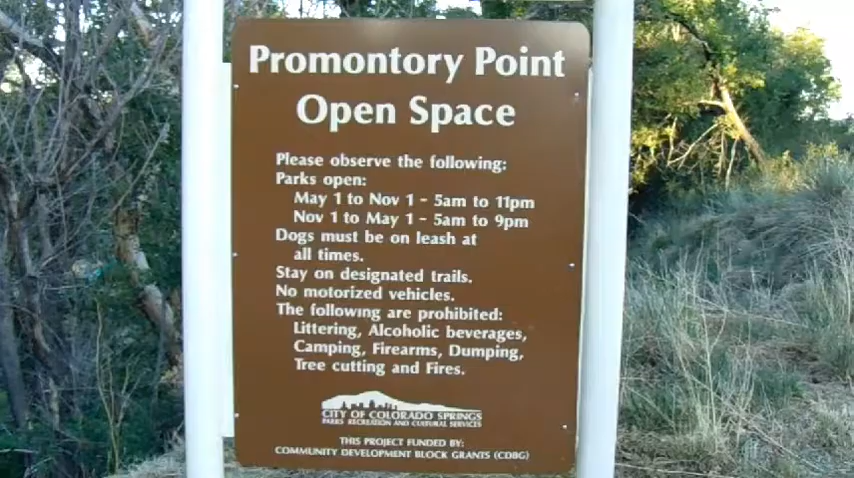 Promontory Point
Open Space
Please observe the following:
Parks open:
May 1 to Nov 1 - 5am to 11pm
Nov 1 to May 1 - 5am to 9pm
Dogs must be on leash at
all times.
Stay on designated trails.
No motorized vehicles.
The following are prohibited:
Littering, Alcoholic beverages,
Camping, Firearms, Dumping,
Tree cutting and Fires.
CITY OF COLORADO SPRINGS
PARKS RECREATION AND CULTURAL SERVICES
THIS PROJECT FUNDED BY:
COMMUNITY DEVELOPMENT BLOCK GRANTS (CDBG)